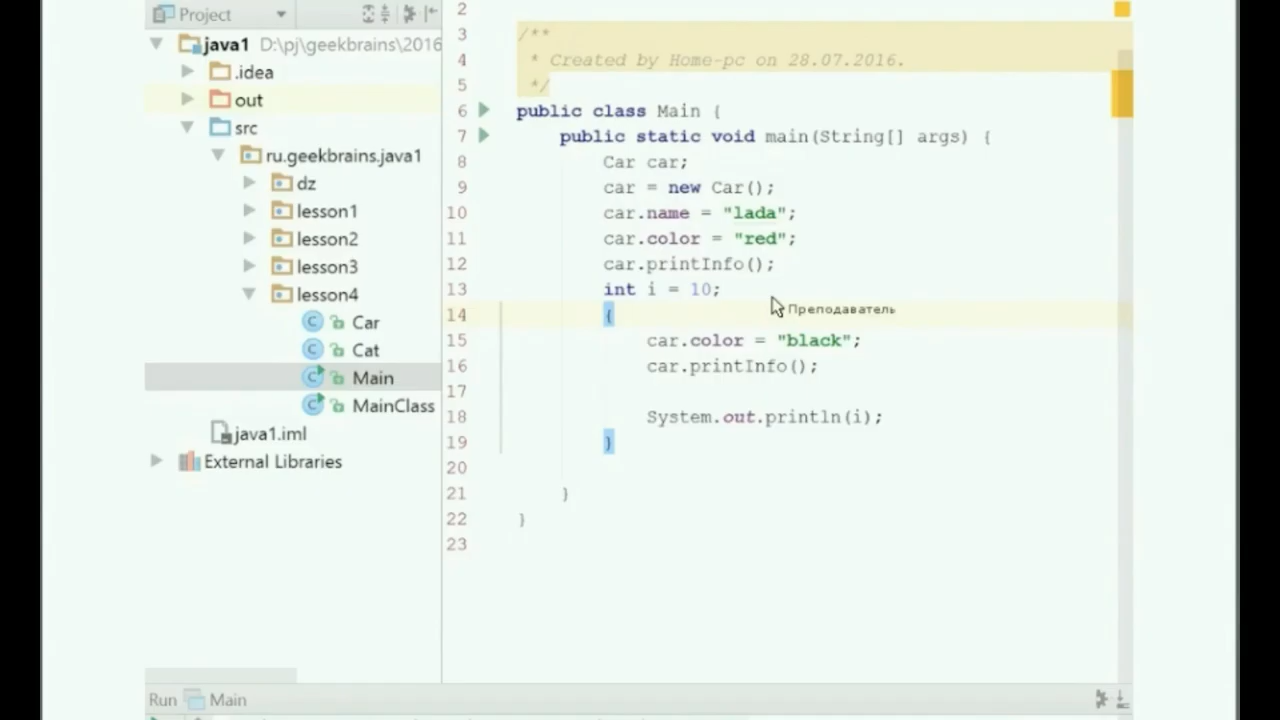 Project
java1 D:\pj\geekbrains\2016
.idea
out
src
ru.geekbrains.java1
dz
lesson1
lesson2
lesson3
lesson4
Car
Cat
Main
MainClass
java1.iml
External Libraries
2
3 /**
4 * Created by Home-pc on 28.07.2016.
5 */
6 public class Main {
7 public static void main(String[] args) {
8 Car car;
9 car = new Car();
10 car.name = "lada";
11 car.color = "red";
12 car.printInfo();
13 int i = 10;
Преподаватель
14 {
15 car.color = "black";
16 car.printInfo();
17
18 System.out.println(i);
19 }
20
21 }
22 }
23
Run Main